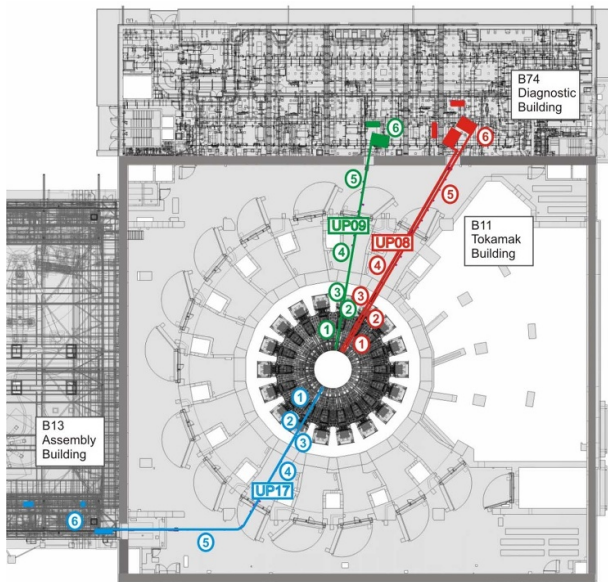 B74
Diagnostic
Building
6
6
5
5
UP09
UP08
B11
Tokamak
Building
4
4
3
3
2
2
1
1
1
2
3
B13
Assembly
Building
4
UP17
6
5